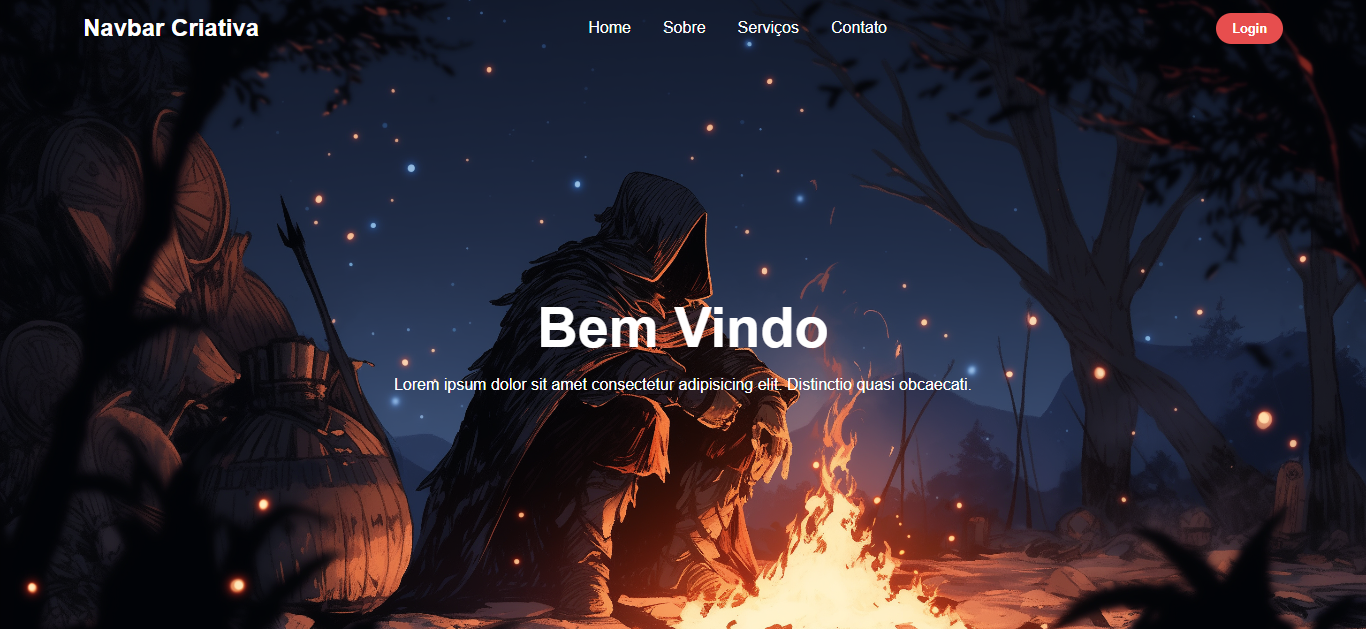 Navbar Criativa
Home Sobre Serviços Contato
Login
Bem Vindo
Lorem ipsum dolor sit amet consectetur adipisicing elit. Distinctio quasi obcaecati.